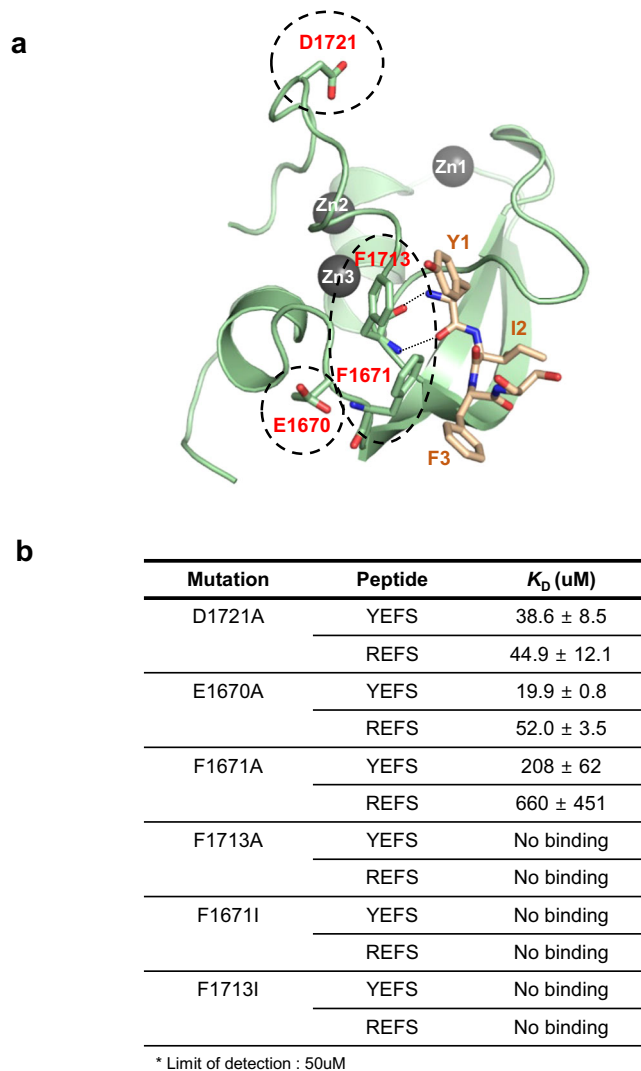 a
D1721
Zn1
Zn2
Y1
F1713
Zn3
I2
F1671
E1670
F3
b
Mutation Peptide K_D (uM)
D1721A YEFS 38.6 ± 8.5
REFS 44.9 ± 12.1
E1670A YEFS 19.9 ± 0.8
REFS 52.0 ± 3.5
F1671A YEFS 208 ± 62
REFS 660 ± 451
F1713A YEFS No binding
REFS No binding
F1671I YEFS No binding
REFS No binding
F1713I YEFS No binding
REFS No binding
* Limit of detection : 50uM